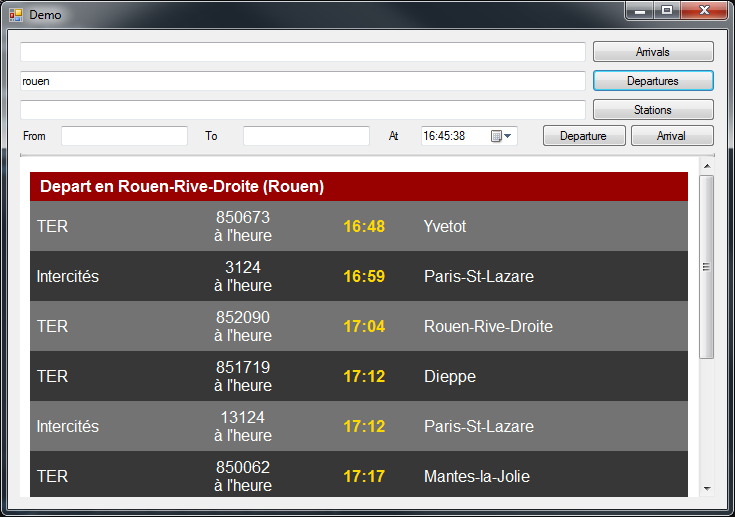 Demo
Arrivals
rouen Departures
Stations
From To At 16:45:38 Departure Arrival
Depart en Rouen-Rive-Droite (Rouen)
TER 850673 à l'heure 16:48 Yvetot
Intercités 3124 à l'heure 16:59 Paris-St-Lazare
TER 852090 à l'heure 17:04 Rouen-Rive-Droite
TER 851719 à l'heure 17:12 Dieppe
Intercités 13124 à l'heure 17:12 Paris-St-Lazare
TER 850062 à l'heure 17:17 Mantes-la-Jolie